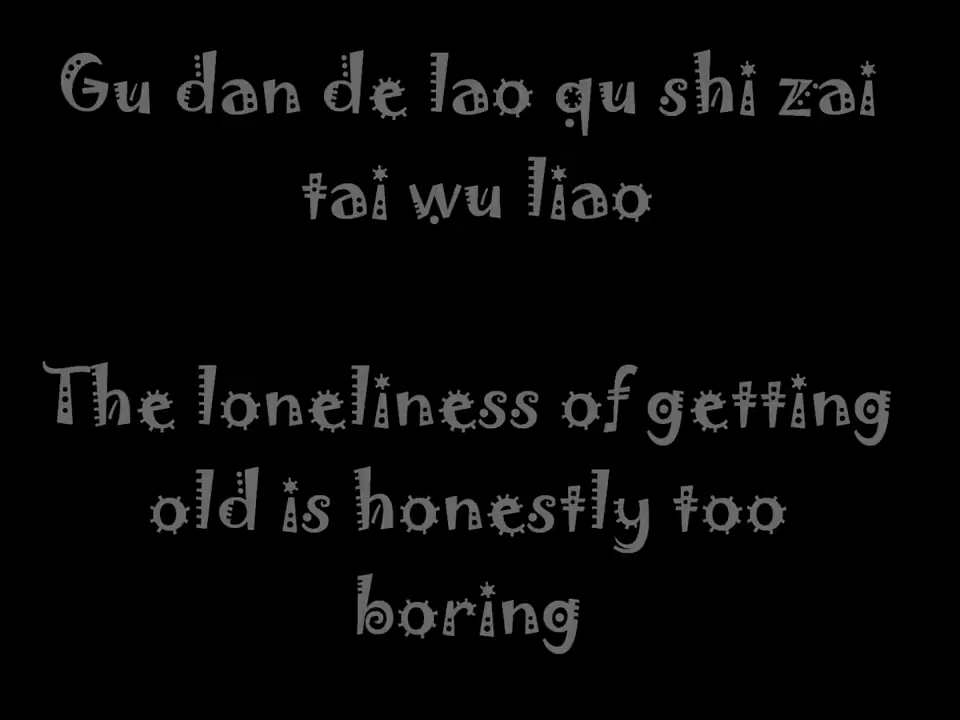 Gu dan de lao qu shi zai
tai wu liao
The loneliness of getting
old is honestly too
boring